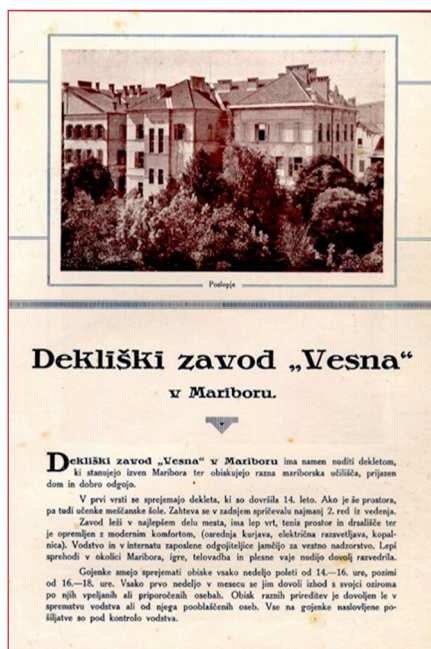 Poslopje
Dekliški zavod „Vesna“
v Mariboru.
Dekliški zavod „Vesna“ v Mariboru ima namen nuditi dekletom,
ki stanujejo izven Maribora ter obiskujejo razna mariborska učilišča, prijazen
dom in dobro odgojo.
V prvi vrsti se sprejemajo dekleta, ki so dovršila 14. leto. Ako je še prostora,
pa tudi učenke meščanske šole. Zahteva se v zadnjem spričevalu najmanj 2. red iz vedenja.
Zavod leži v najlepšem delu mesta, ima lep vrt, tenis prostor in drsališče ter
je opremljen z modernim komfortom, (osrednja kurjava, električna razsvetljava, kopal-
nica). Vodstvo in v internatu zaposlene odgojiteljice jamčijo za vestno nadzorstvo. Lepi
sprehodi v okolici Maribora, igre, telovadba in plesne vaje nudijo dovolj razvedrila.
Gojenke smejo sprejemati obiske vsako nedeljo poleti od 14.—16. ure, pozimi
od 16.—18. ure. Vsako prvo nedeljo v mesecu se jim dovoli izhod s svojci oziroma
po njih vpeljanih ali priporočenih osebah. Obisk raznih prireditev je dovoljen le v
spremstvu vodstva ali od njega pooblaščenih oseb. Vse na gojenke naslovljene po-
šiljatve so pod kontrolo vodstva.